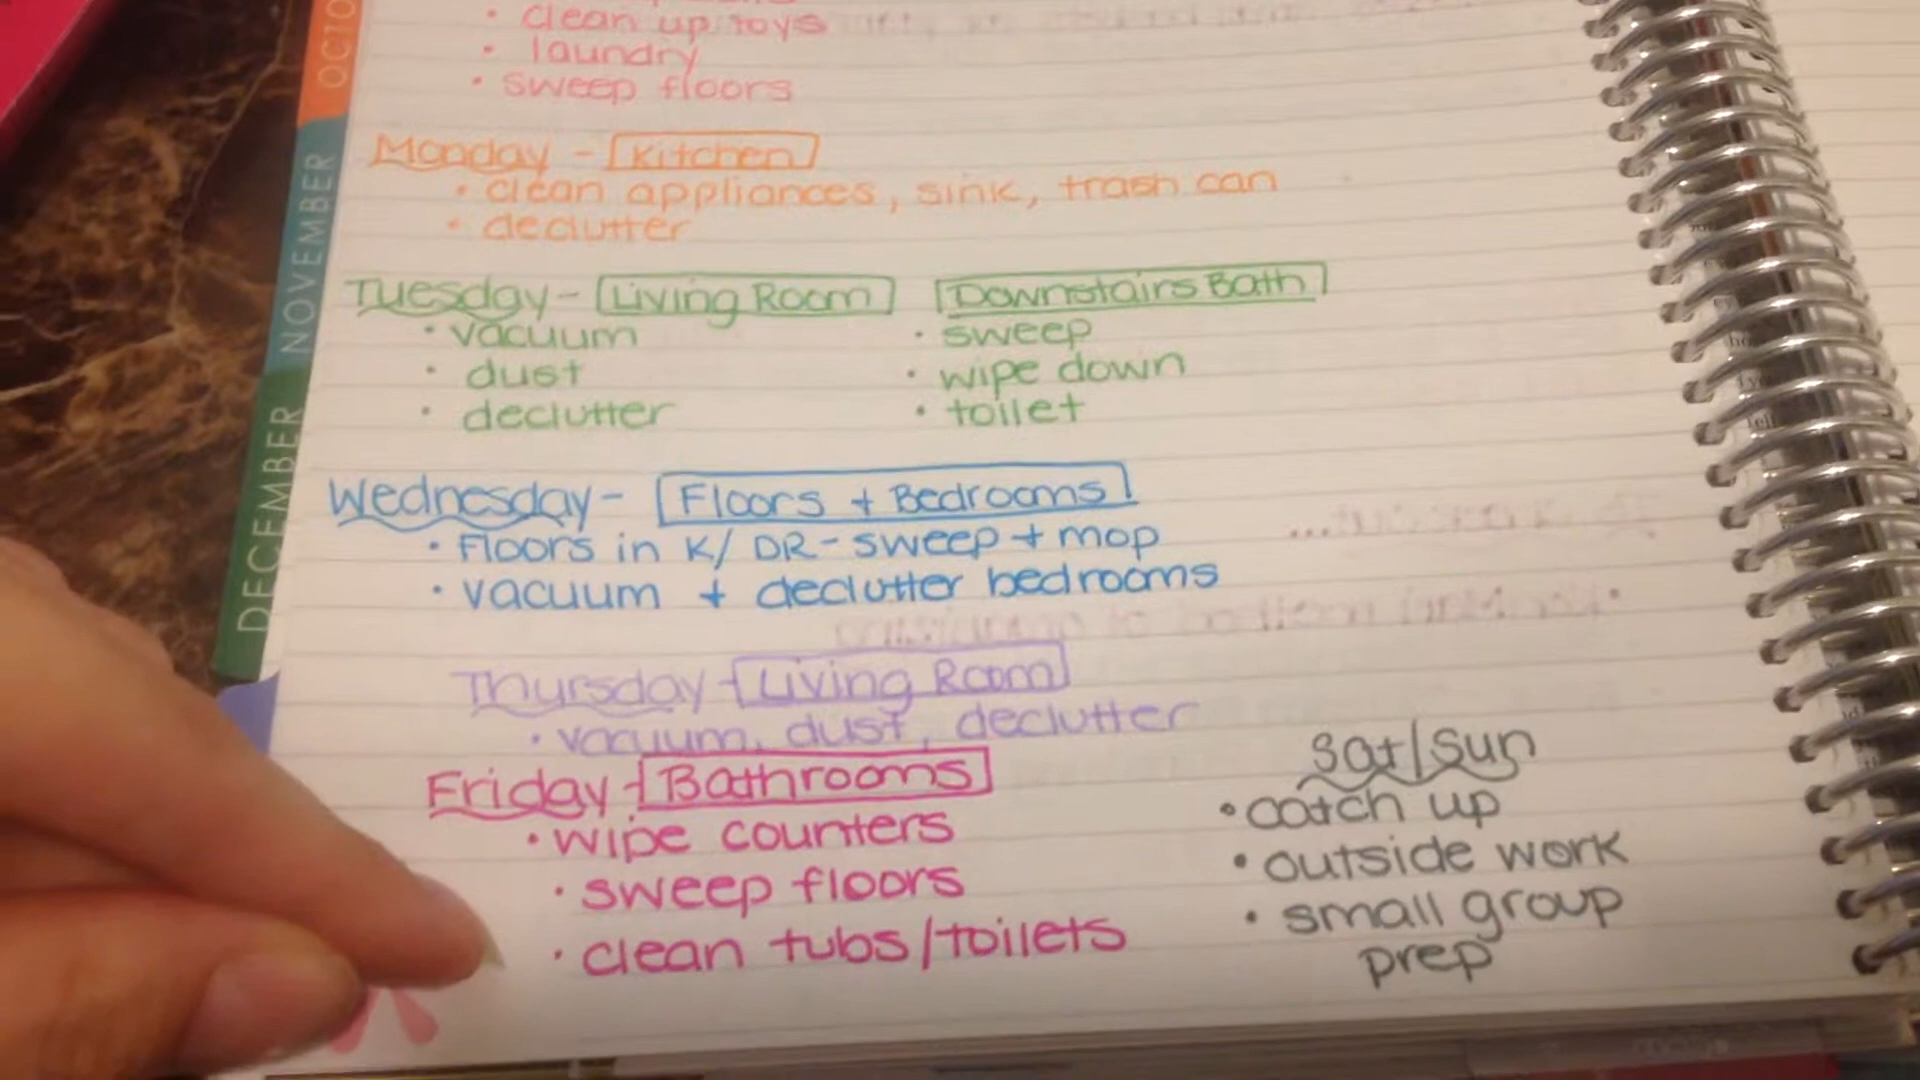 • clean up toys
• laundry
• sweep floors
Monday - Kitchen
• clean appliances, sink, trash can
• declutter
Tuesday - Living Room
• vacuum
• dust
• declutter
Downstairs Bath
• sweep
• wipe down
• toilet
Wednesday - Floors + Bedrooms
• Floors in K/ DR - sweep + mop
• vacuum + declutter bedrooms
Thursday - Living Room
• vacuum, dust, declutter
Friday - Bathrooms
• wipe counters
• sweep floors
• clean tubs/toilets
Sat/Sun
• catch up
• outside work
• small group
prep
NOVEMBER
DECEMBER